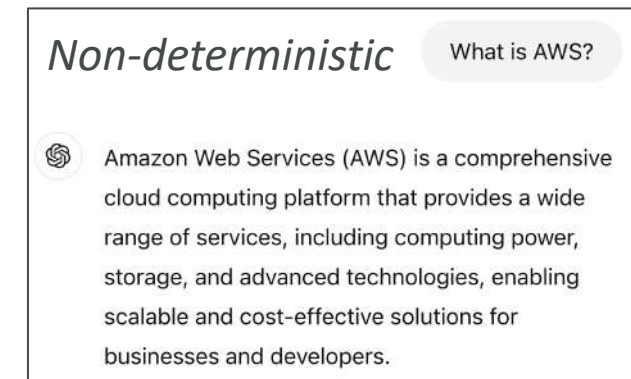 Non-deterministic
What is AWS?
Amazon Web Services (AWS) is a comprehensive
cloud computing platform that provides a wide
range of services, including computing power,
storage, and advanced technologies, enabling
scalable and cost-effective solutions for
businesses and developers.